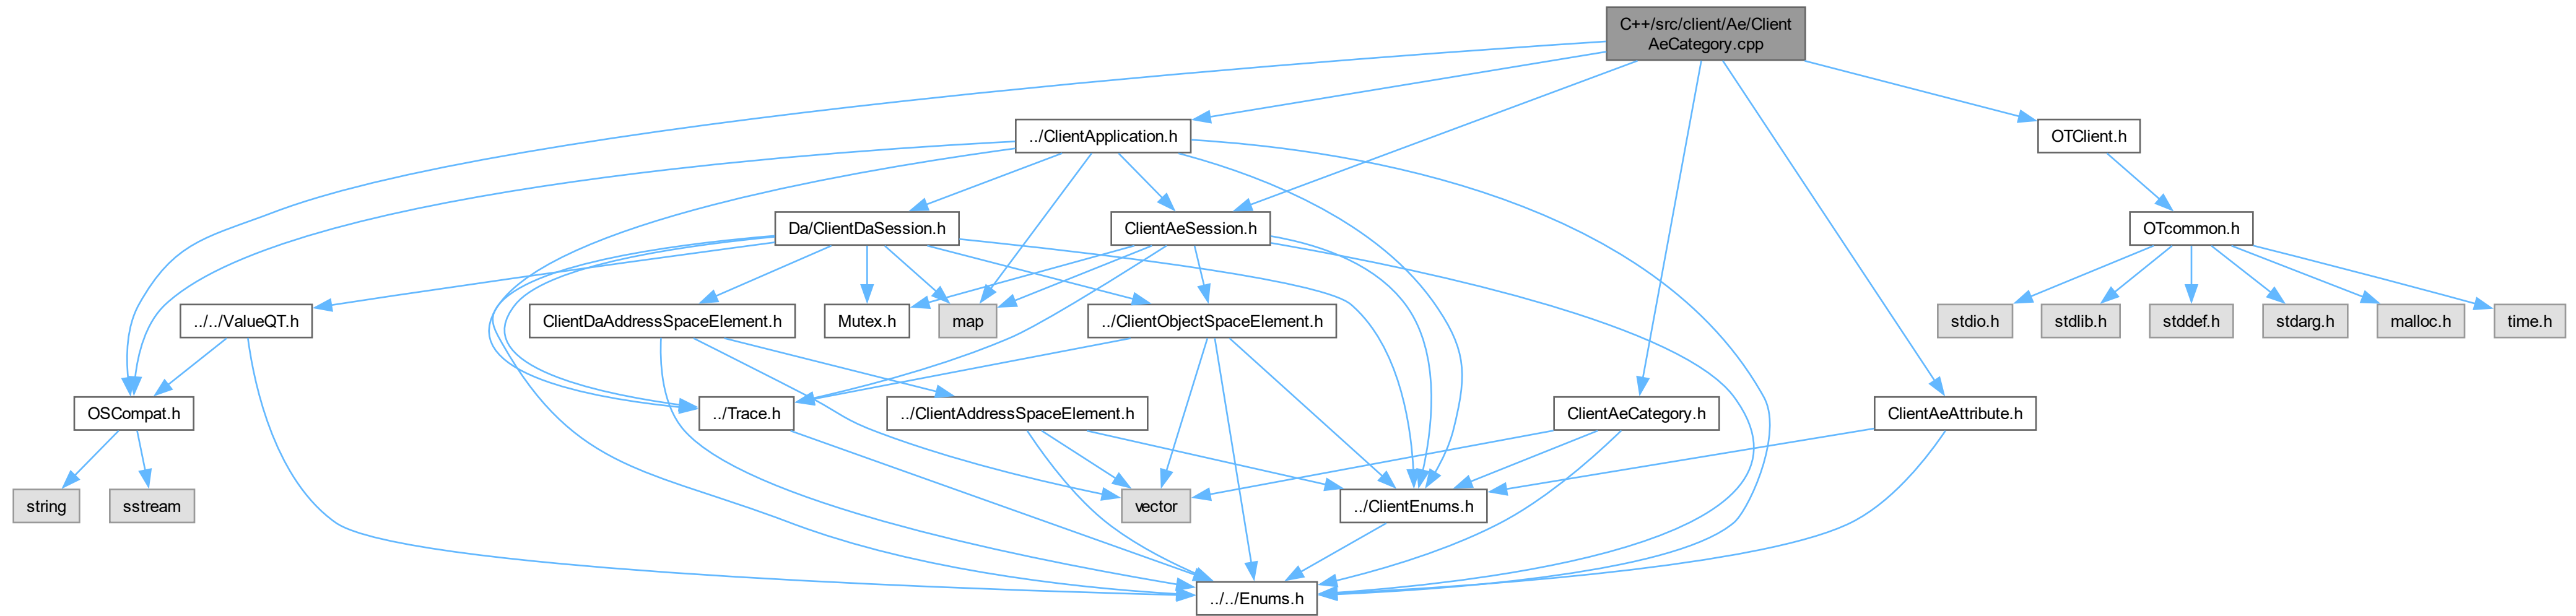 C++/src/client/Ae/Client
AeCategory.cpp
../ClientApplication.h
OTClient.h
Da/ClientDaSession.h
ClientAeSession.h
OTcommon.h
../../ValueQT.h
ClientDaAddressSpaceElement.h
Mutex.h
map
../ClientObjectSpaceElement.h
stdio.h
stdlib.h
stddef.h
stdarg.h
malloc.h
time.h
OSCompat.h
../Trace.h
../ClientAddressSpaceElement.h
ClientAeCategory.h
ClientAeAttribute.h
string
sstream
vector
../ClientEnums.h
../../Enums.h